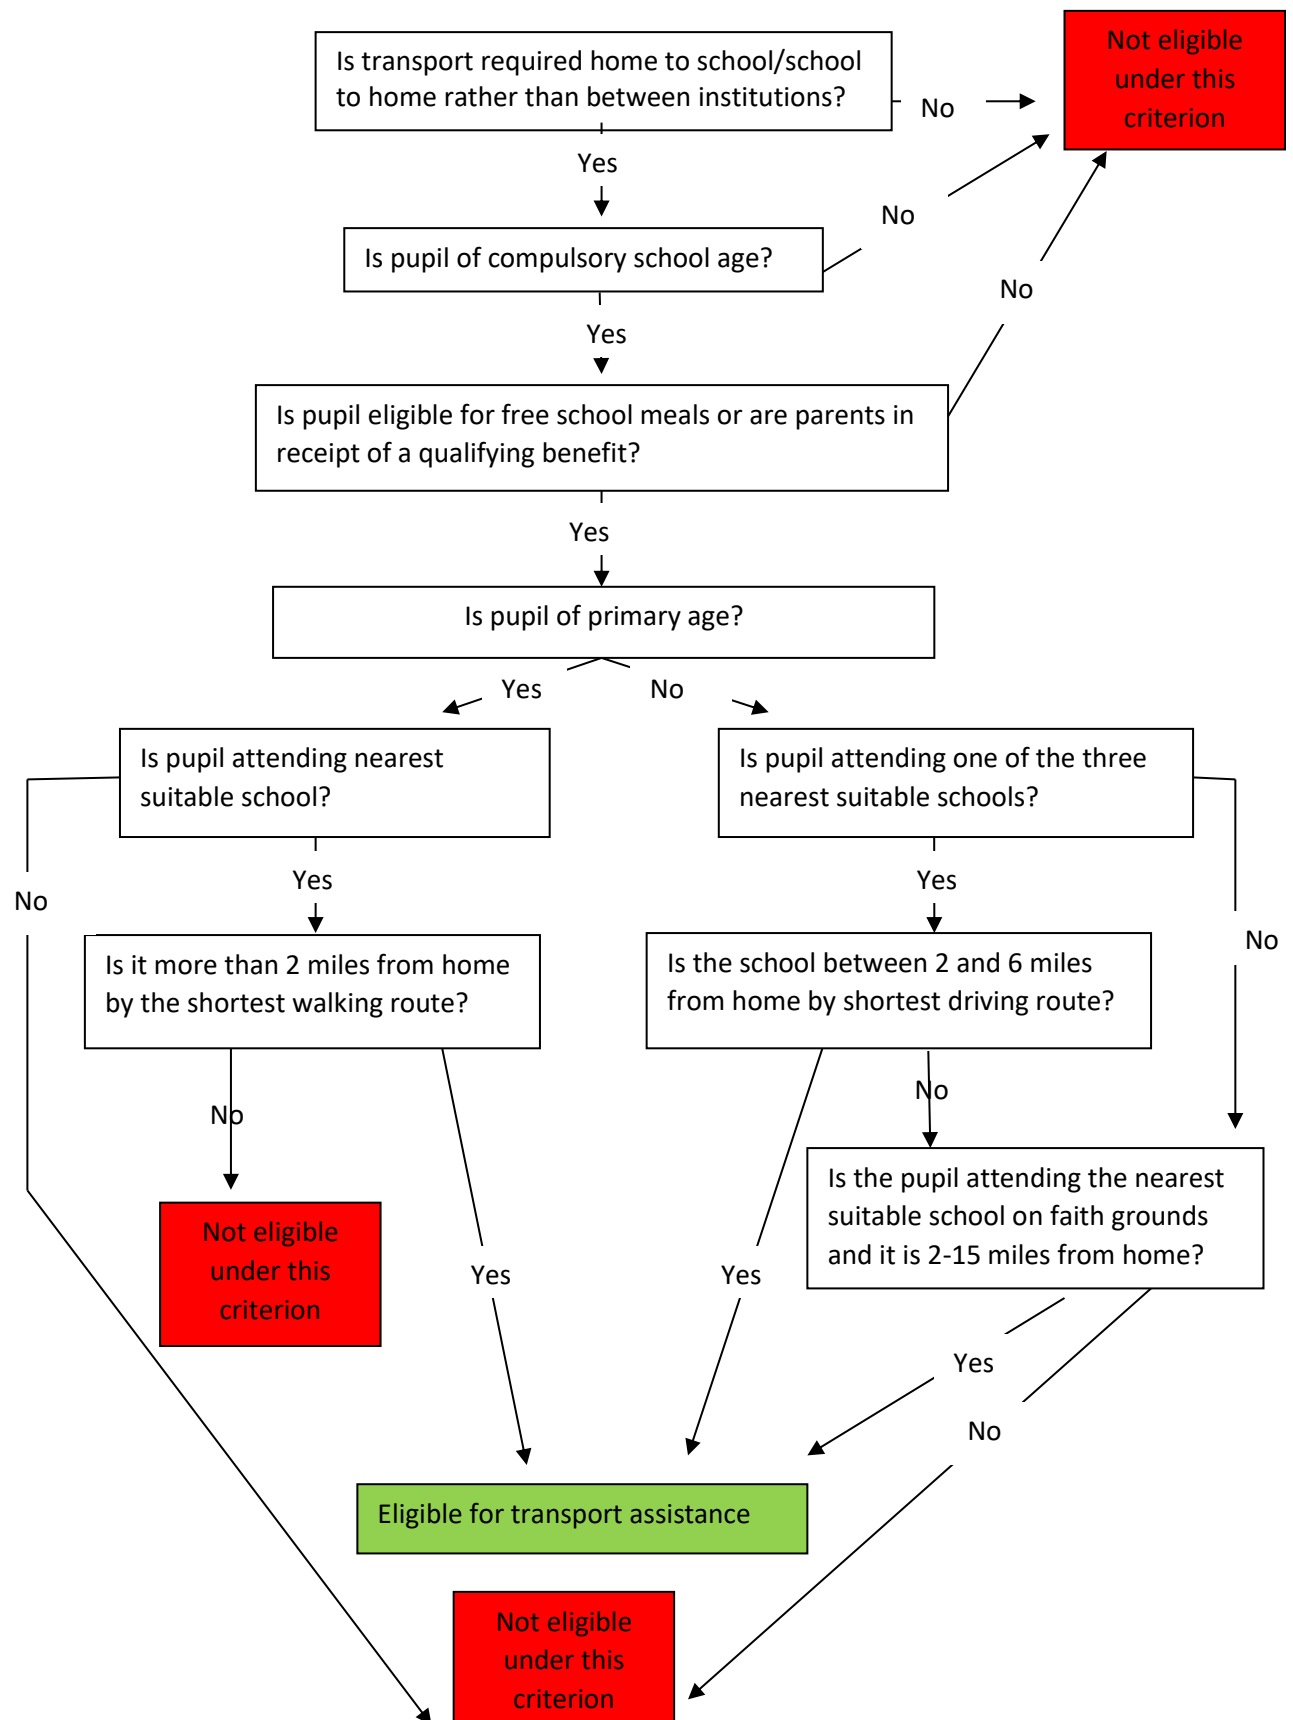 Is transport required home to school/school
to home rather than between institutions?
No
Not eligible
under this
criterion
Yes
No
Is pupil of compulsory school age?
No
Yes
Is pupil eligible for free school meals or are parents in
receipt of a qualifying benefit?
Yes
Is pupil of primary age?
Yes
No
Is pupil attending nearest
suitable school?
Is pupil attending one of the three
nearest suitable schools?
Yes
Yes
No
No
Is it more than 2 miles from home
by the shortest walking route?
Is the school between 2 and 6 miles
from home by shortest driving route?
No
No
Is the pupil attending the nearest
suitable school on faith grounds
and it is 2-15 miles from home?
Not eligible
under this
criterion
Yes
Yes
Yes
No
Eligible for transport assistance
Not eligible
under this
criterion